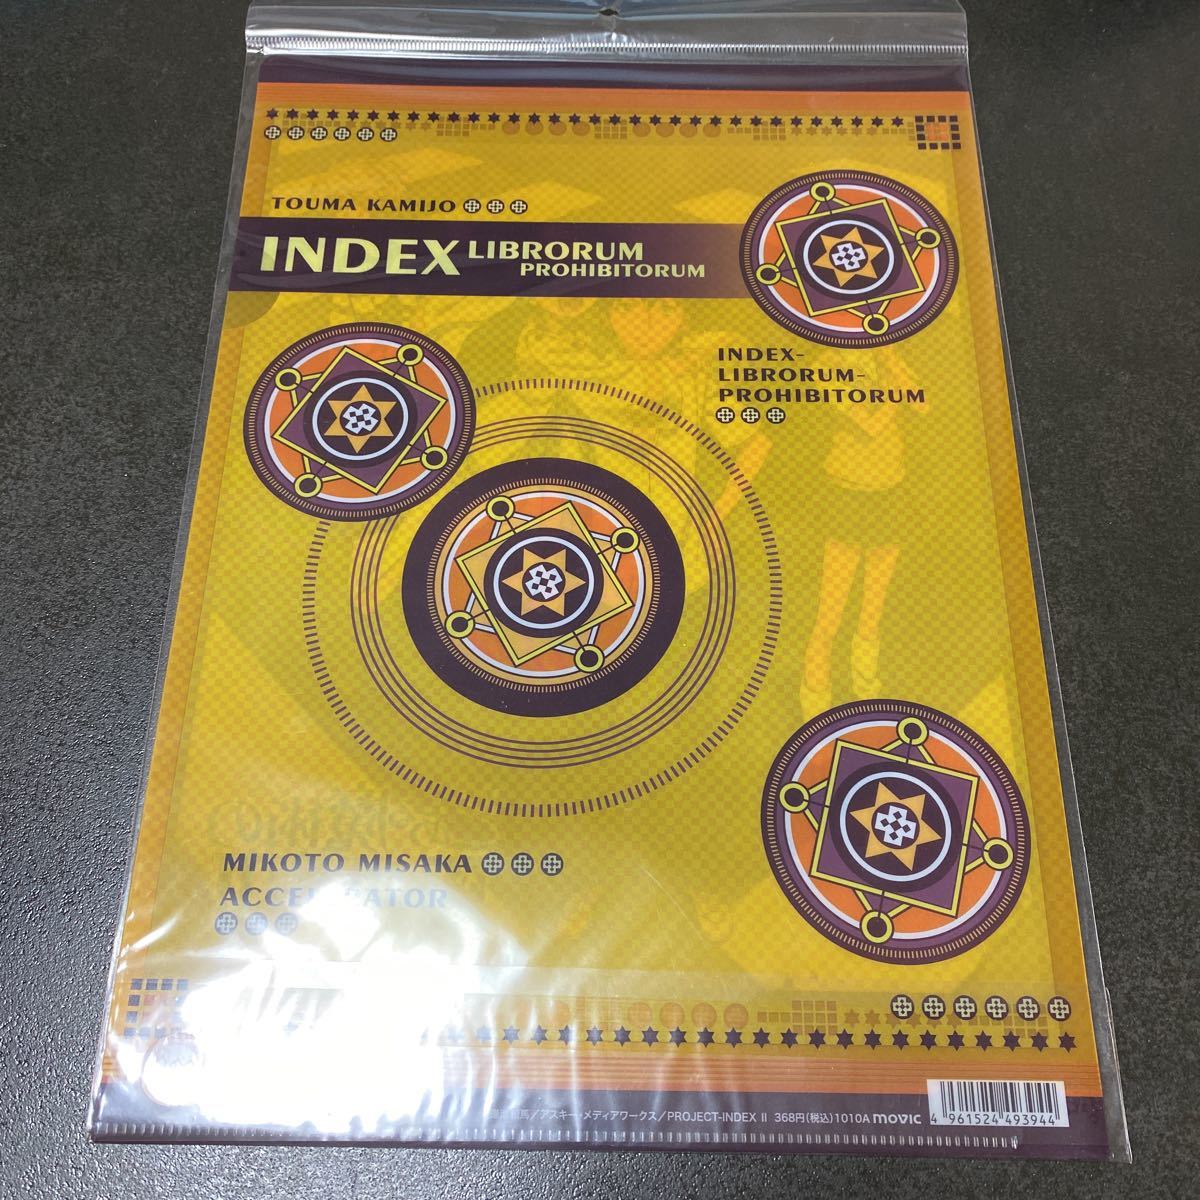 TOUMA KAMIJO
INDEX LIBRORUM
PROHIBITORUM
INDEX-
LIBRORUM-
PROHIBITORUM
MIKOTO MISAKA
ACCELERATOR
馬/アスキー・メディアワークス/PROJECT-INDEX II 368円(税込)1010A movic
4 961524 493944